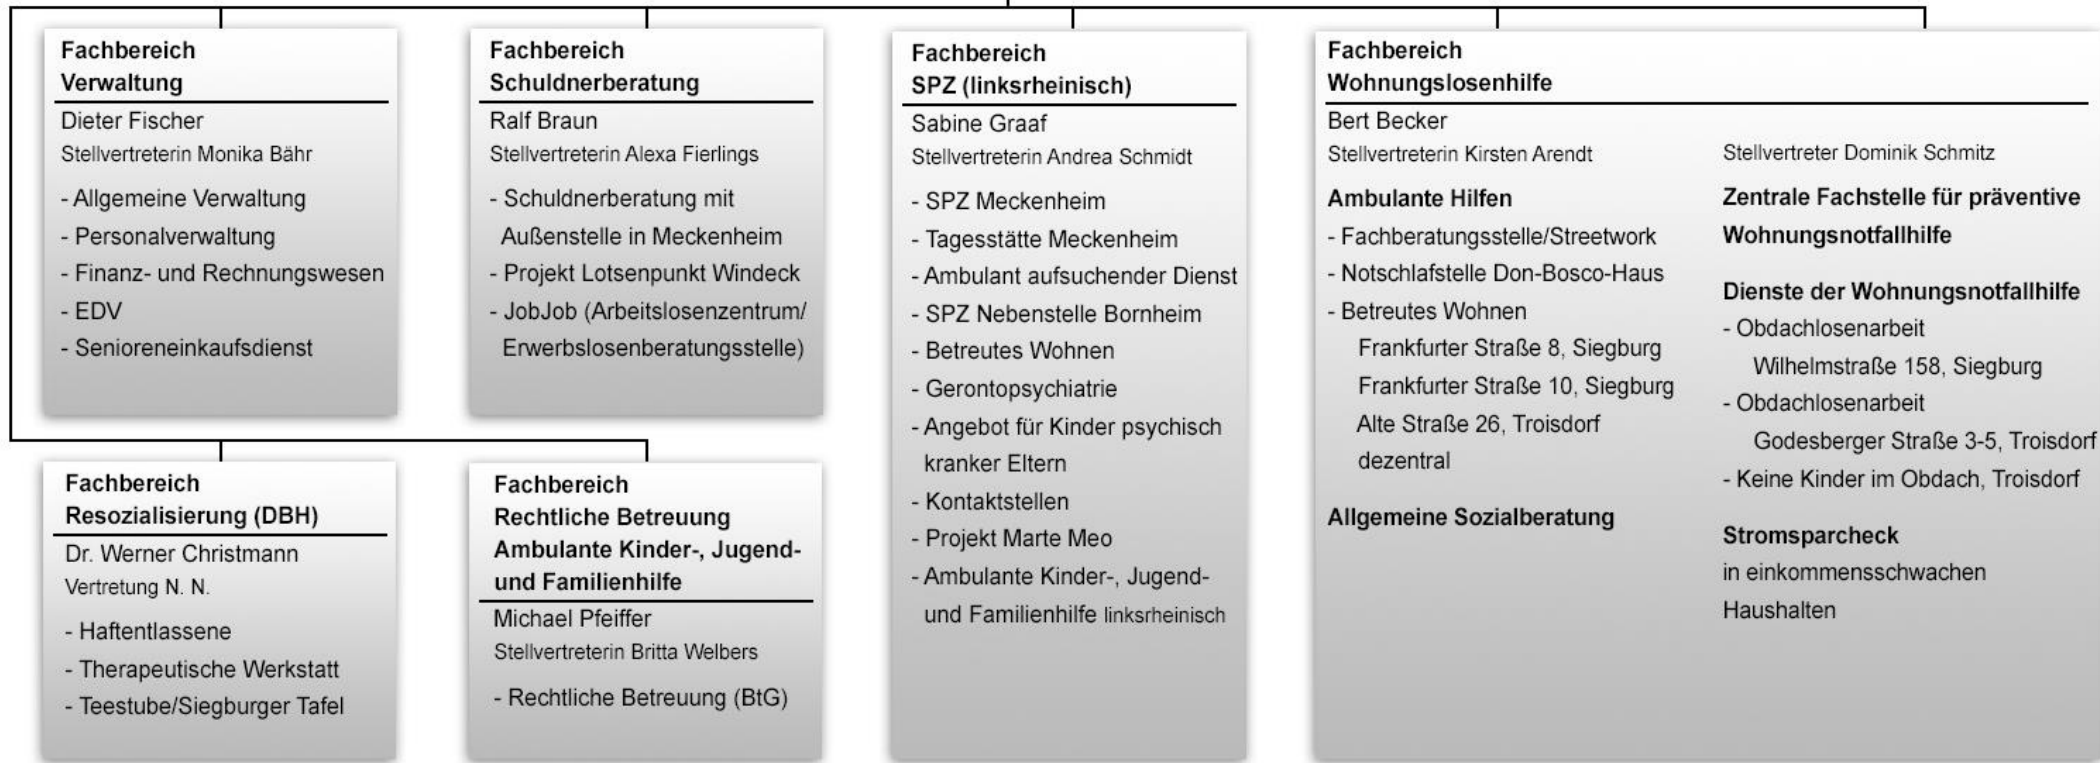 Fachbereich
Verwaltung
Dieter Fischer
Stellvertreterin Monika Bähr
- Allgemeine Verwaltung
- Personalverwaltung
- Finanz- und Rechnungswesen
- EDV
- Senioreneinkaufsdienst
Fachbereich
Schuldnerberatung
Ralf Braun
Stellvertreterin Alexa Fierlings
- Schuldnerberatung mit
Außenstelle in Meckenheim
- Projekt Lotsenpunkt Windeck
- JobJob (Arbeitslosenzentrum/
Erwerbslosenberatungsstelle)
Fachbereich
SPZ (linksrheinisch)
Sabine Graaf
Stellvertreterin Andrea Schmidt
- SPZ Meckenheim
- Tagesstätte Meckenheim
- Ambulant aufsuchender Dienst
- SPZ Nebenstelle Bornheim
- Betreutes Wohnen
- Gerontopsychiatrie
- Angebot für Kinder psychisch
kranker Eltern
- Kontaktstellen
- Projekt Marte Meo
- Ambulante Kinder-, Jugend-
und Familienhilfe linksrheinisch
Fachbereich
Wohnungslosenhilfe
Bert Becker
Stellvertreterin Kirsten Arendt
Ambulante Hilfen
- Fachberatungsstelle/Streetwork
- Notschlafstelle Don-Bosco-Haus
- Betreutes Wohnen
Frankfurter Straße 8, Siegburg
Frankfurter Straße 10, Siegburg
Alte Straße 26, Troisdorf
dezentral
Allgemeine Sozialberatung
Stellvertreter Dominik Schmitz
Zentrale Fachstelle für präventive
Wohnungsnotfallhilfe
Dienste der Wohnungsnotfallhilfe
- Obdachlosenarbeit
Wilhelmstraße 158, Siegburg
- Obdachlosenarbeit
Godesberger Straße 3-5, Troisdorf
- Keine Kinder im Obdach, Troisdorf
Stromsparcheck
in einkommensschwachen
Haushalten
Fachbereich
Resozialisierung (DBH)
Dr. Werner Christmann
Vertretung N. N.
- Haftentlassene
- Therapeutische Werkstatt
- Teestube/Siegburger Tafel
Fachbereich
Rechtliche Betreuung
Ambulante Kinder-, Jugend-
und Familienhilfe
Michael Pfeiffer
Stellvertreterin Britta Welbers
- Rechtliche Betreuung (BtG)